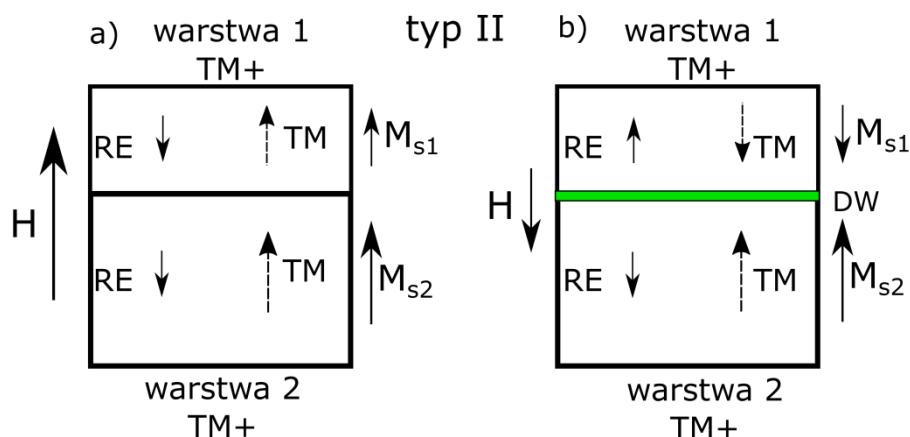 a) warstwa 1 typ II b) warstwa 1
TM+ TM+
RE TM M_s1 RE TM M_s1
H H DW
RE TM M_s2 RE TM M_s2
warstwa 2 warstwa 2
TM+ TM+